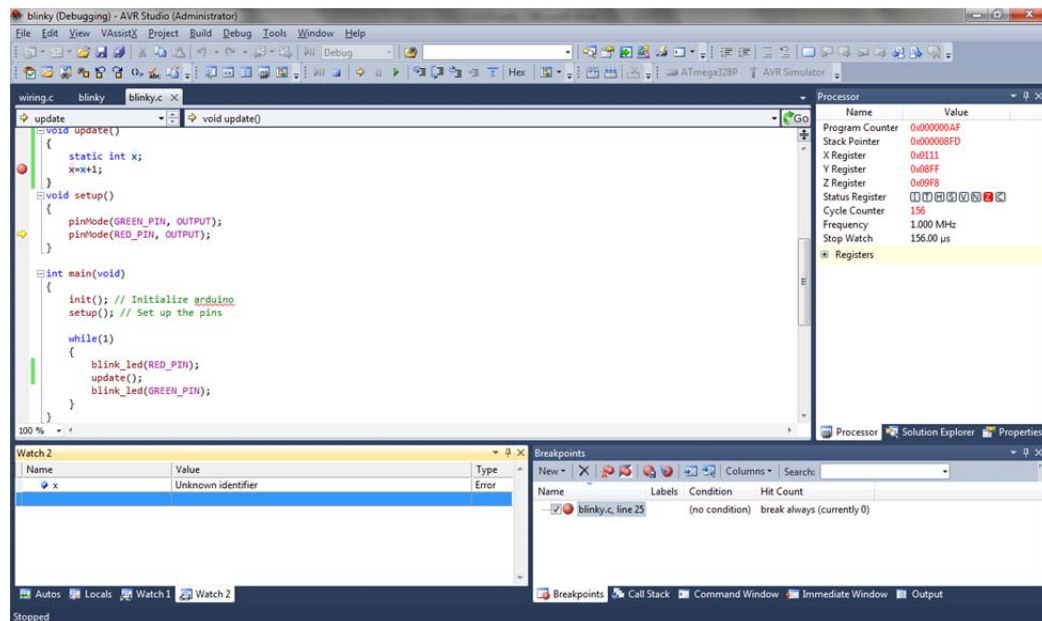 blinky (Debugging) - AVR Studio (Administrator)
File Edit View VAssistX Project Build Debug Tools Window Help
Debug
Hex ATmega328P AVR Simulator
wiring.c blinky blinky.c
update void update() Go
void update()
{
static int x;
x=x+1;
}
void setup()
{
pinMode(GREEN_PIN, OUTPUT);
pinMode(RED_PIN, OUTPUT);
}
int main(void)
{
init(); // Initialize arduino
setup(); // Set up the pins
while(1)
{
blink_led(RED_PIN);
update();
blink_led(GREEN_PIN);
}
}
100 %
Processor
Name Value
Program Counter 0x000000AF
Stack Pointer 0x000008FD
X Register 0x0111
Y Register 0x08FF
Z Register 0x09F8
Status Register I T H S V N Z C
Cycle Counter 156
Frequency 1.000 MHz
Stop Watch 156.00 µs
Registers
Processor Solution Explorer Properties
Watch 2
Name Value Type
x Unknown identifier Error
Autos Locals Watch 1 Watch 2
Breakpoints
New Columns Search:
Name Labels Condition Hit Count
blinky.c, line 25 (no condition) break always (currently 0)
Breakpoints Call Stack Command Window Immediate Window Output
Stopped